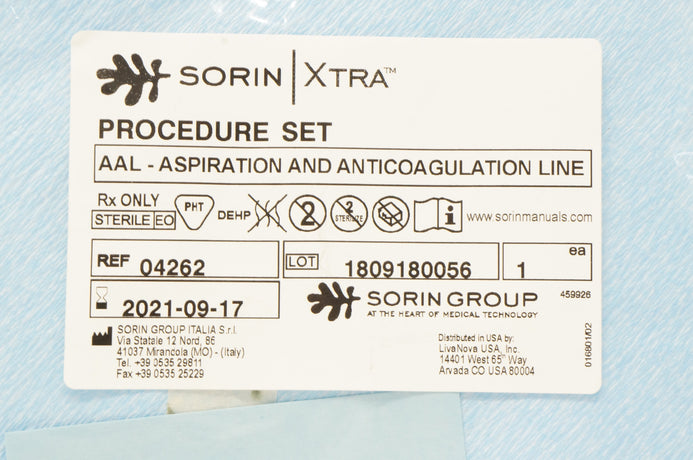 SORIN | XTRA™
PROCEDURE SET
AAL - ASPIRATION AND ANTICOAGULATION LINE
Rx ONLY
STERILE EO
PHT
DEHP
2
2 STERILIZE
i
www.sorinmanuals.com
REF 04262
LOT 1809180056
1 ea
2021-09-17
SORIN GROUP
AT THE HEART OF MEDICAL TECHNOLOGY
459926
SORIN GROUP ITALIA S.r.l.
Via Statale 12 Nord, 86
41037 Mirandola (MO) - (Italy)
Tel. +39 0535 29811
Fax +39 0535 25229
Distributed in USA by:
LivaNova USA, Inc.
14401 West 65th Way
Arvada CO USA 80004
016801/02